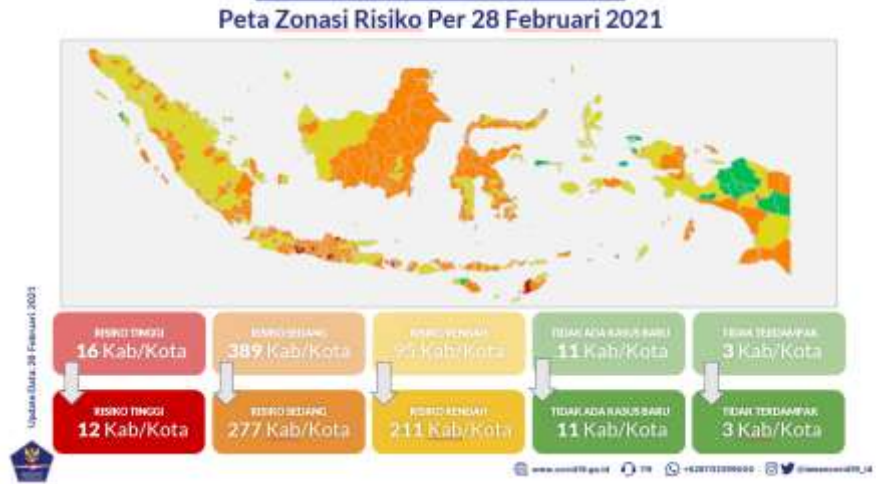 Peta Zonasi Risiko Per 28 Februari 2021
Update Data: 28 Februari 2021
RISIKO TINGGI
16 Kab/Kota
RISIKO SEDANG
389 Kab/Kota
RISIKO RENDAH
95 Kab/Kota
TIDAK ADA KASUS BARU
11 Kab/Kota
TIDAK TERDAMPAK
3 Kab/Kota
RISIKO TINGGI
12 Kab/Kota
RISIKO SEDANG
277 Kab/Kota
RISIKO RENDAH
211 Kab/Kota
TIDAK ADA KASUS BARU
11 Kab/Kota
TIDAK TERDAMPAK
3 Kab/Kota
www.covid19.go.id